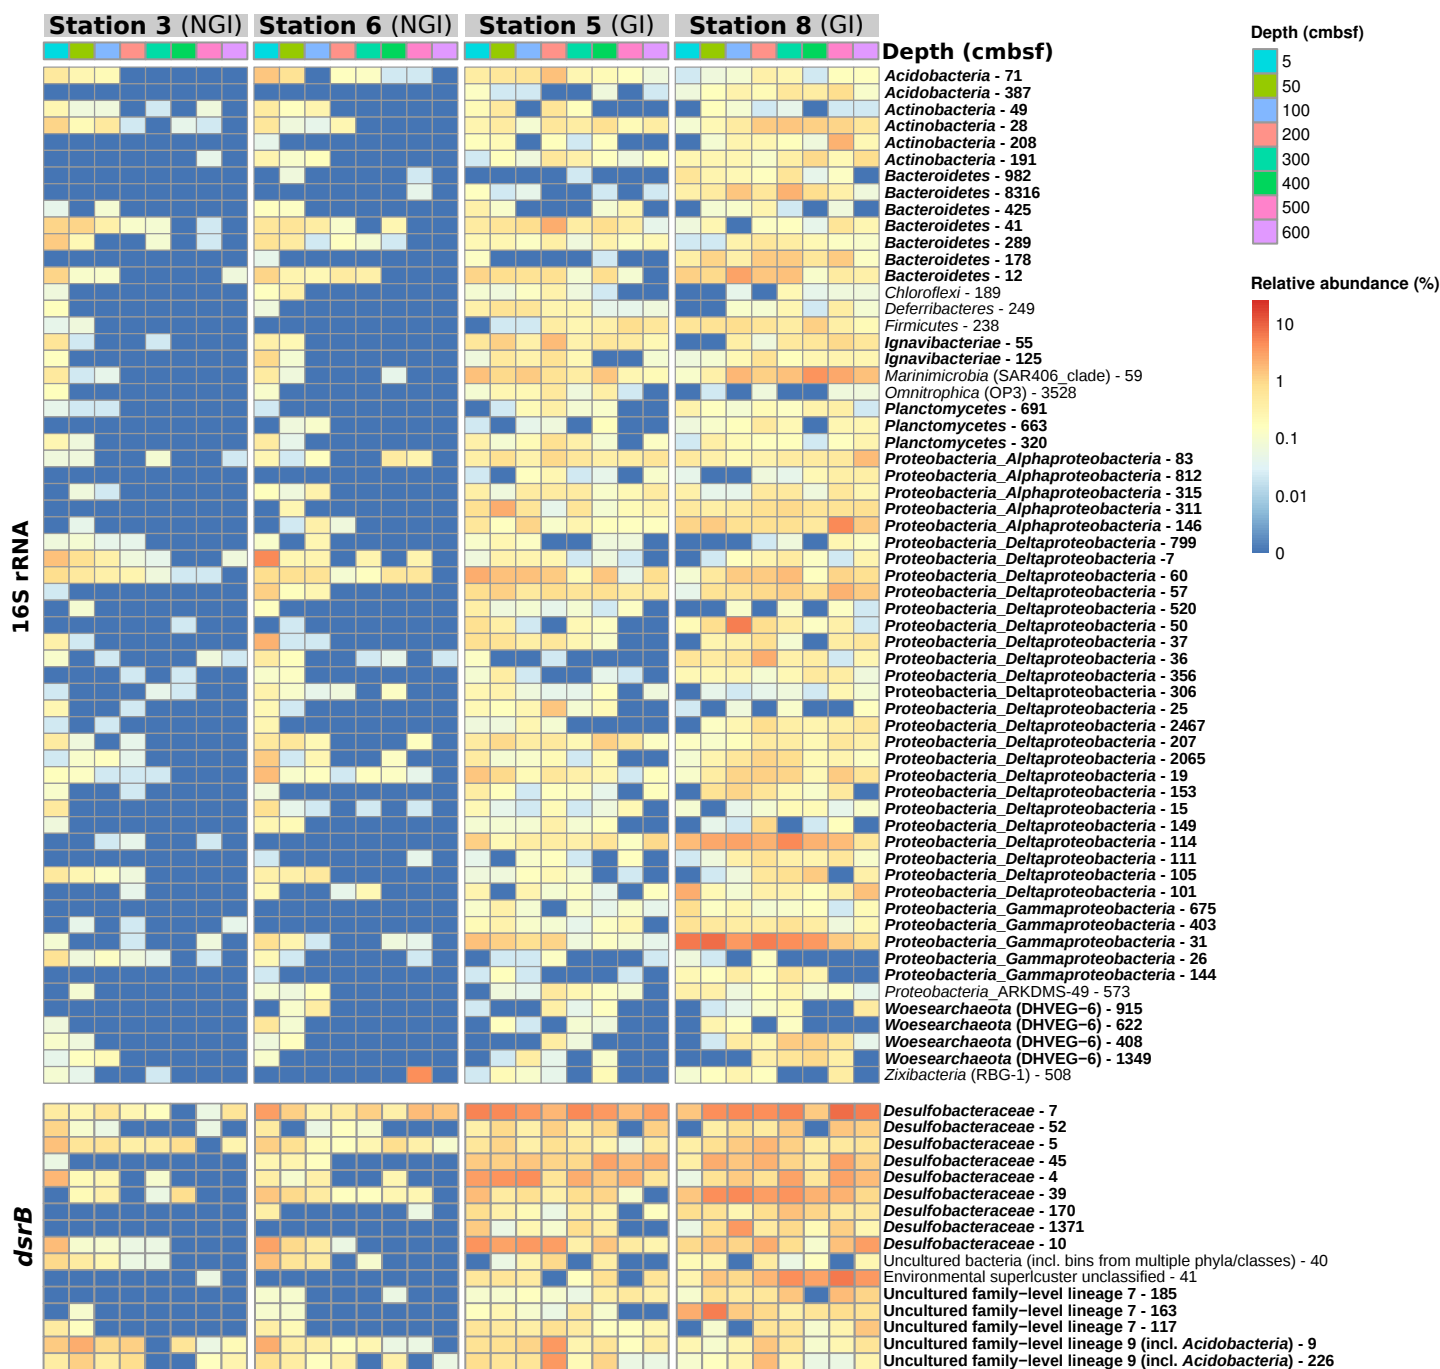 Station 3 (NGI) Station 6 (NGI) Station 5 (GI) Station 8 (GI)
Depth (cmbsf)
Acidobacteria - 71
Acidobacteria - 387
Actinobacteria - 49
Actinobacteria - 28
Actinobacteria - 208
Actinobacteria - 191
Bacteroidetes - 982
Bacteroidetes - 8316
Bacteroidetes - 425
Bacteroidetes - 41
Bacteroidetes - 289
Bacteroidetes - 178
Bacteroidetes - 12
Chloroflexi - 189
Deferribacteres - 249
Firmicutes - 238
Ignavibacteriae - 55
Ignavibacteriae - 125
Marinimicrobia (SAR406_clade) - 59
Omnitrophica (OP3) - 3528
Planctomycetes - 691
Planctomycetes - 663
Planctomycetes - 320
Proteobacteria_Alphaproteobacteria - 83
Proteobacteria_Alphaproteobacteria - 812
Proteobacteria_Alphaproteobacteria - 315
Proteobacteria_Alphaproteobacteria - 311
Proteobacteria_Alphaproteobacteria - 146
Proteobacteria_Deltaproteobacteria - 799
Proteobacteria_Deltaproteobacteria -7
Proteobacteria_Deltaproteobacteria - 60
Proteobacteria_Deltaproteobacteria - 57
Proteobacteria_Deltaproteobacteria - 520
Proteobacteria_Deltaproteobacteria - 50
Proteobacteria_Deltaproteobacteria - 37
Proteobacteria_Deltaproteobacteria - 36
Proteobacteria_Deltaproteobacteria - 356
Proteobacteria_Deltaproteobacteria - 306
Proteobacteria_Deltaproteobacteria - 25
Proteobacteria_Deltaproteobacteria - 2467
Proteobacteria_Deltaproteobacteria - 207
Proteobacteria_Deltaproteobacteria - 2065
Proteobacteria_Deltaproteobacteria - 19
Proteobacteria_Deltaproteobacteria - 153
Proteobacteria_Deltaproteobacteria - 15
Proteobacteria_Deltaproteobacteria - 149
Proteobacteria_Deltaproteobacteria - 114
Proteobacteria_Deltaproteobacteria - 111
Proteobacteria_Deltaproteobacteria - 105
Proteobacteria_Deltaproteobacteria - 101
Proteobacteria_Gammaproteobacteria - 675
Proteobacteria_Gammaproteobacteria - 403
Proteobacteria_Gammaproteobacteria - 31
Proteobacteria_Gammaproteobacteria - 26
Proteobacteria_Gammaproteobacteria - 144
Proteobacteria_ARKDMS-49 - 573
Woesearchaeota (DHVEG−6) - 915
Woesearchaeota (DHVEG−6) - 622
Woesearchaeota (DHVEG−6) - 408
Woesearchaeota (DHVEG−6) - 1349
Zixibacteria (RBG-1) - 508
16S rRNA
Desulfobacteraceae - 7
Desulfobacteraceae - 52
Desulfobacteraceae - 5
Desulfobacteraceae - 45
Desulfobacteraceae - 4
Desulfobacteraceae - 39
Desulfobacteraceae - 170
Desulfobacteraceae - 1371
Desulfobacteraceae - 10
Uncultured bacteria (incl. bins from multiple phyla/classes) - 40
Environmental superlcuster unclassified - 41
Uncultured family−level lineage 7 - 185
Uncultured family−level lineage 7 - 163
Uncultured family−level lineage 7 - 117
Uncultured family−level lineage 9 (incl. Acidobacteria) - 9
Uncultured family−level lineage 9 (incl. Acidobacteria) - 226
dsrB
Depth (cmbsf)
5
50
100
200
300
400
500
600
Relative abundance (%)
10
1
0.1
0.01
0